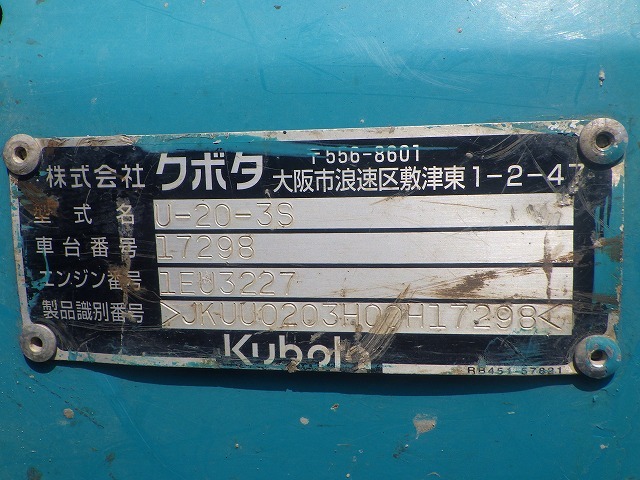 株式会社 クボタ 〒556-8601
大阪市浪速区敷津東1-2-47
型式名 U-20-3S
車台番号 17298
エンジン番号 1EU3227
製品識別番号 >JKUU0203H00H17298<
Kubota
RB451-57821